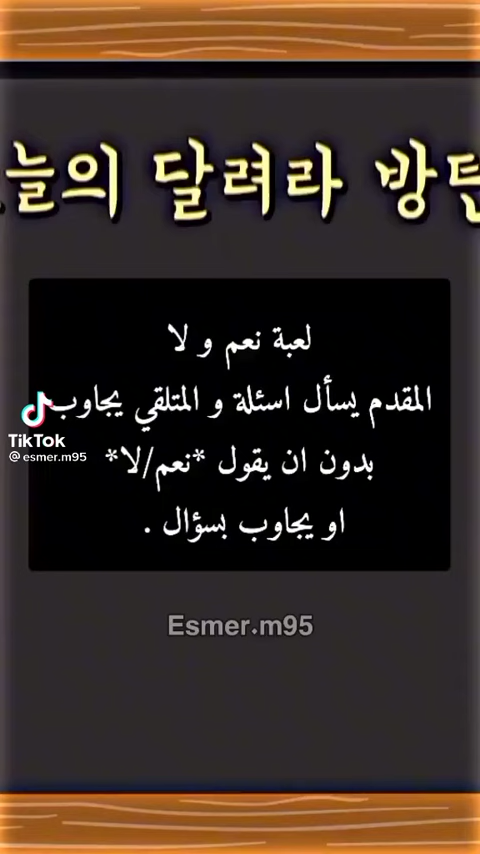 늘의 달려라 방탄
لعبة نعم و لا
المقدم يسأل اسئلة و المتلقي يجاوب
بدون ان يقول *نعم/لا*
او يجاوب بسؤال .
TikTok
@esmer.m95
Esmer.m95